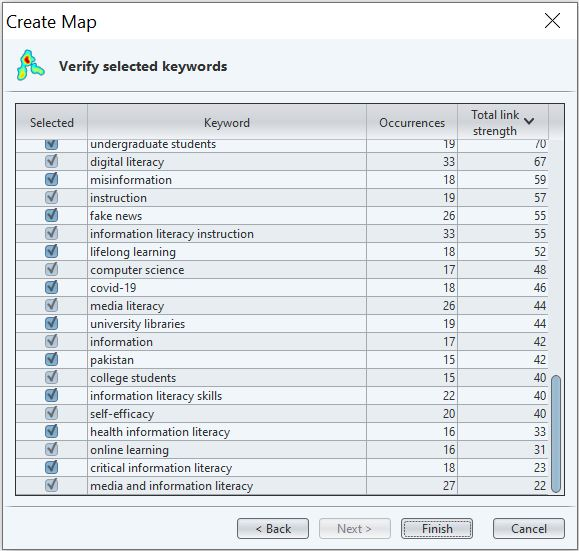 Create Map
Verify selected keywords
Selected Keyword Occurrences Total link strength
undergraduate students 19 70
digital literacy 33 67
misinformation 18 59
instruction 19 57
fake news 26 55
information literacy instruction 33 55
lifelong learning 18 52
computer science 17 48
covid-19 18 46
media literacy 26 44
university libraries 19 44
information 17 42
pakistan 15 42
college students 15 40
information literacy skills 22 40
self-efficacy 20 40
health information literacy 16 33
online learning 16 31
critical information literacy 18 23
media and information literacy 27 22
< Back Next > Finish Cancel